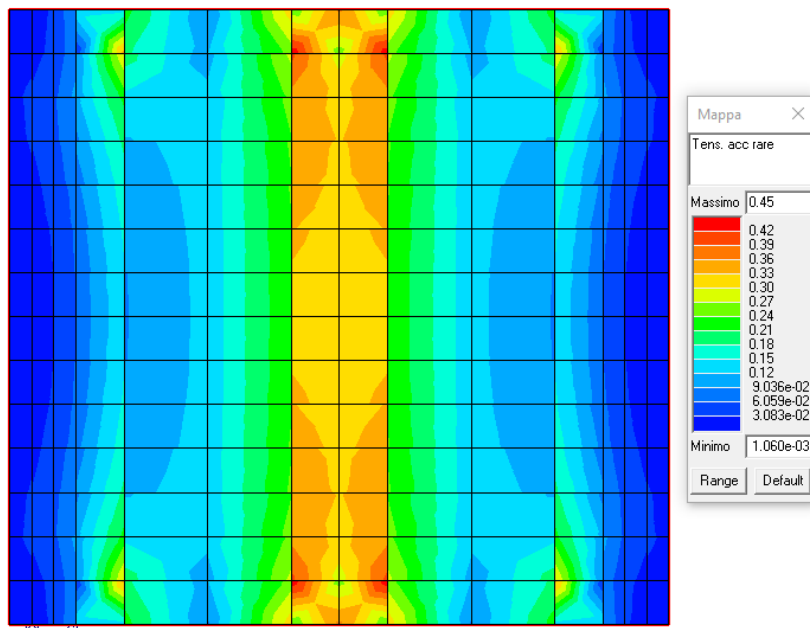 Mappa
Tens. acc rare
Massimo 0.45
0.42
0.39
0.36
0.33
0.30
0.27
0.24
0.21
0.18
0.15
0.12
9.036e-02
6.059e-02
3.083e-02
Minimo 1.060e-03
Range Default